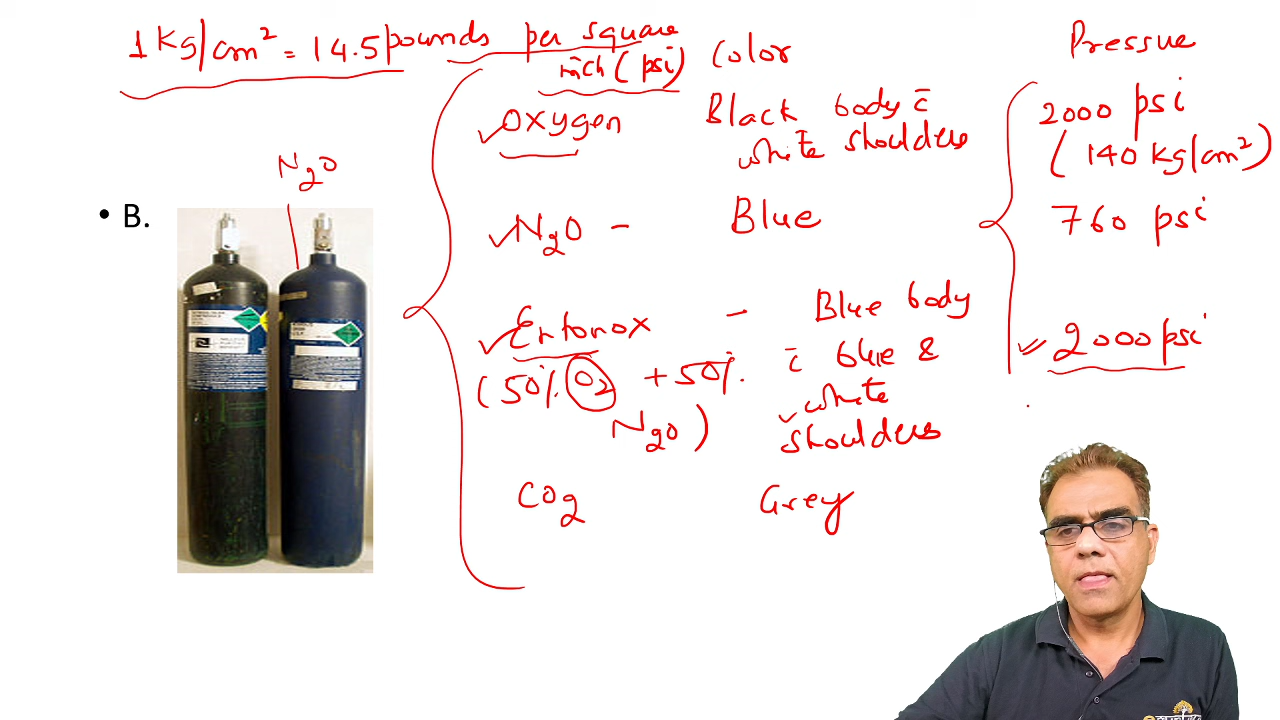 1 Kg/cm² = 14.5 pounds per square
inch (psi)
Color
Pressure
Oxygen
Black body c̄
white shoulders
2000 psi
(140 Kg/cm²)
N₂O
• B.
N₂O –
Blue
760 psi
Entonox
– Blue body
(50% O₂ + 50%
N₂O)
c̄ blue &
white
shoulders
2000 psi
CO₂
Grey